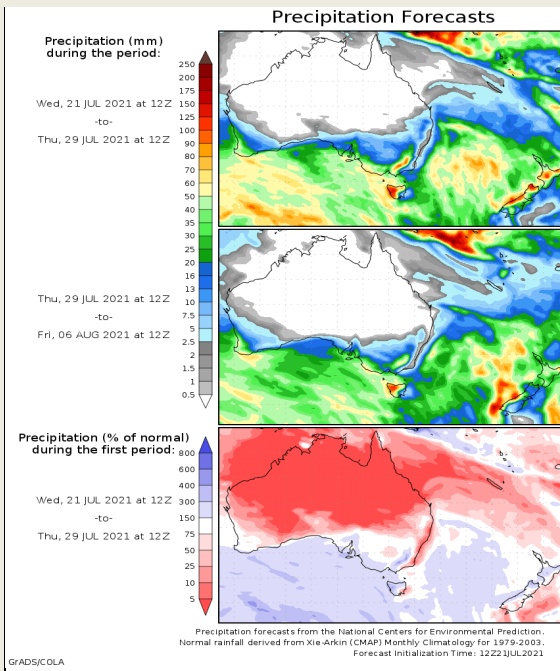 Precipitation Forecasts
Precipitation (mm)
during the period:
Wed, 21 JUL 2021 at 12Z
-to-
Thu, 29 JUL 2021 at 12Z
250
200
175
150
125
100
90
80
70
60
50
40
35
30
25
20
16
13
10
7.5
5
2.5
2
1.5
1
0.5
Thu, 29 JUL 2021 at 12Z
-to-
Fri, 06 AUG 2021 at 12Z
Precipitation (% of normal)
during the first period:
Wed, 21 JUL 2021 at 12Z
-to-
Thu, 29 JUL 2021 at 12Z
800
600
400
300
150
75
50
25
10
5
Precipitation forecasts from the National Centers for Environmental Prediction.
Normal rainfall derived from Xie-Arkin (CMAP) Monthly Climatology for 1979-2003.
Forecast Initialization Time: 12Z21JUL2021
GrADS/COLA